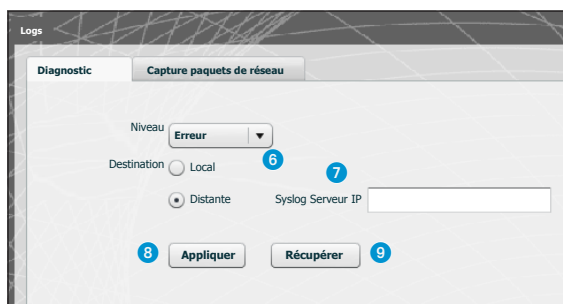 Logs
Diagnostic Capture paquets de réseau
Niveau Erreur
6
Destination Local
7
Distante Syslog Serveur IP
8 Appliquer Récupérer 9